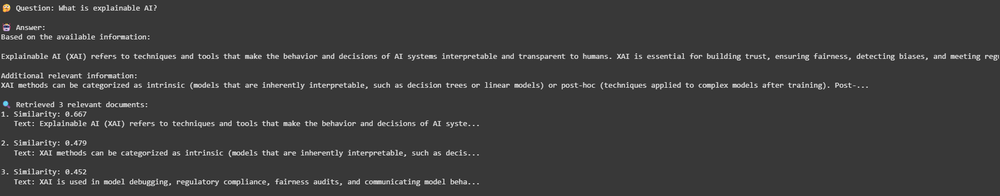 🤔 Question: What is explainable AI?
🤖 Answer:
Based on the available information:
Explainable AI (XAI) refers to techniques and tools that make the behavior and decisions of AI systems interpretable and transparent to humans. XAI is essential for building trust, ensuring fairness, detecting biases, and meeting
Additional relevant information:
XAI methods can be categorized as intrinsic (models that are inherently interpretable, such as decision trees or linear models) or post-hoc (techniques applied to complex models after training). Post-...
🔍 Retrieved 3 relevant documents:
1. Similarity: 0.667
Text: Explainable AI (XAI) refers to techniques and tools that make the behavior and decisions of AI syste...
2. Similarity: 0.479
Text: XAI methods can be categorized as intrinsic (models that are inherently interpretable, such as decis...
3. Similarity: 0.452
Text: XAI is used in model debugging, regulatory compliance, fairness audits, and communicating model beha...